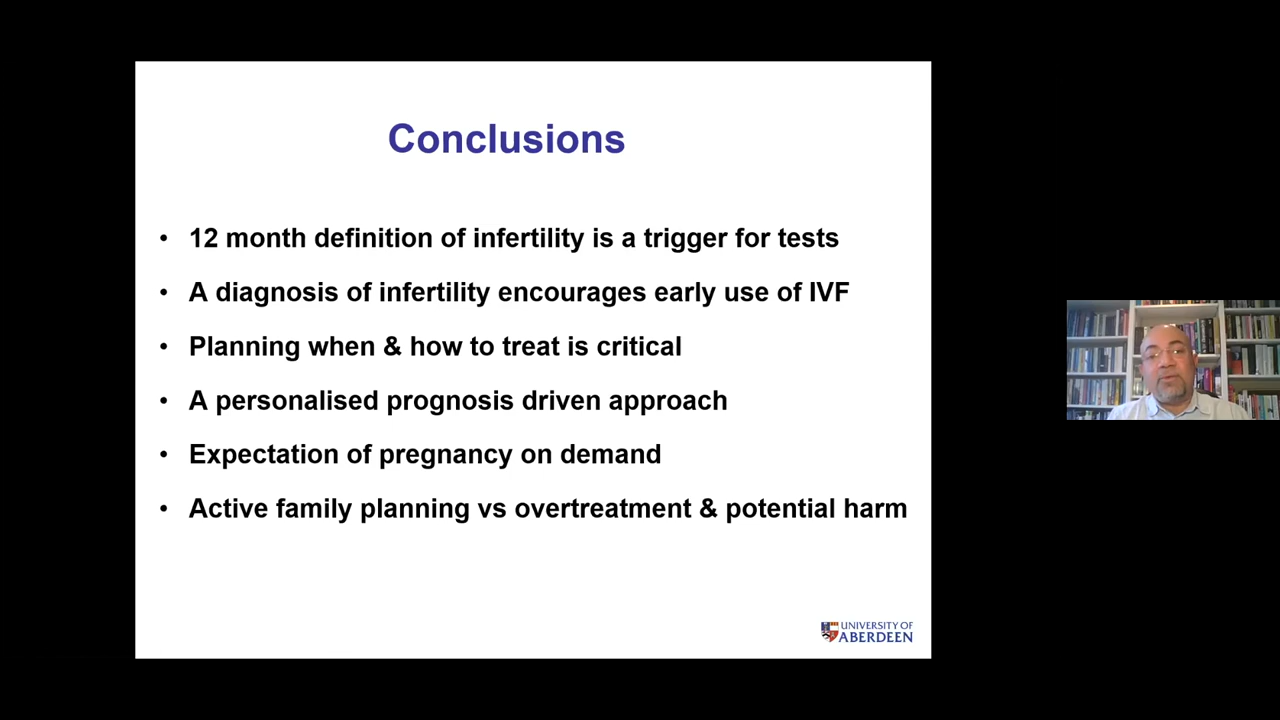 Conclusions
• 12 month definition of infertility is a trigger for tests
• A diagnosis of infertility encourages early use of IVF
• Planning when & how to treat is critical
• A personalised prognosis driven approach
• Expectation of pregnancy on demand
• Active family planning vs overtreatment & potential harm
UNIVERSITY OF
ABERDEEN